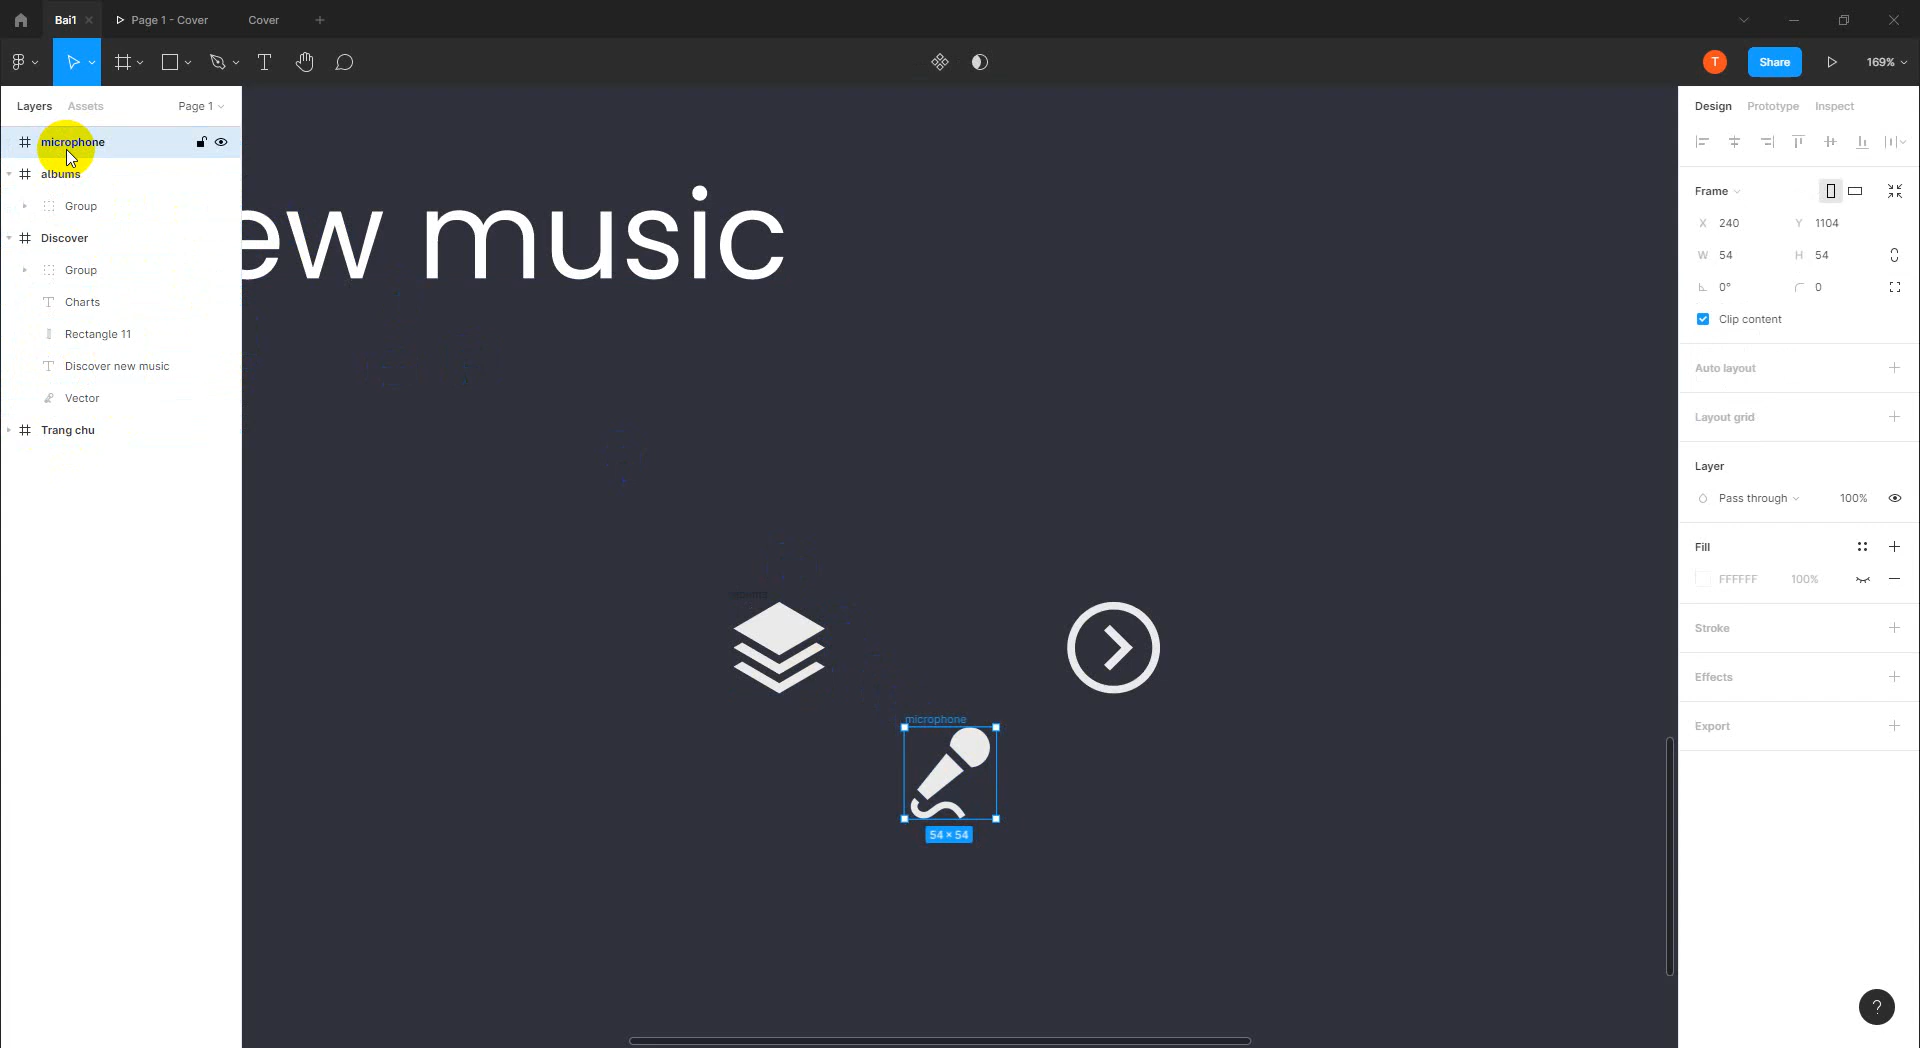 Bai1
Page 1 - Cover
Cover
T
Share
169%
Layers
Assets
Page 1
Design
Prototype
Inspect
microphone
albums
Group
Discover
Group
Charts
Rectangle 11
Discover new music
Vector
Trang chu
ew music
albums
microphone
54 × 54
Frame
X 240
Y 1104
W 54
H 54
0°
0
Clip content
Auto layout
Layout grid
Layer
Pass through
100%
Fill
FFFFFF
100%
Stroke
Effects
Export
?